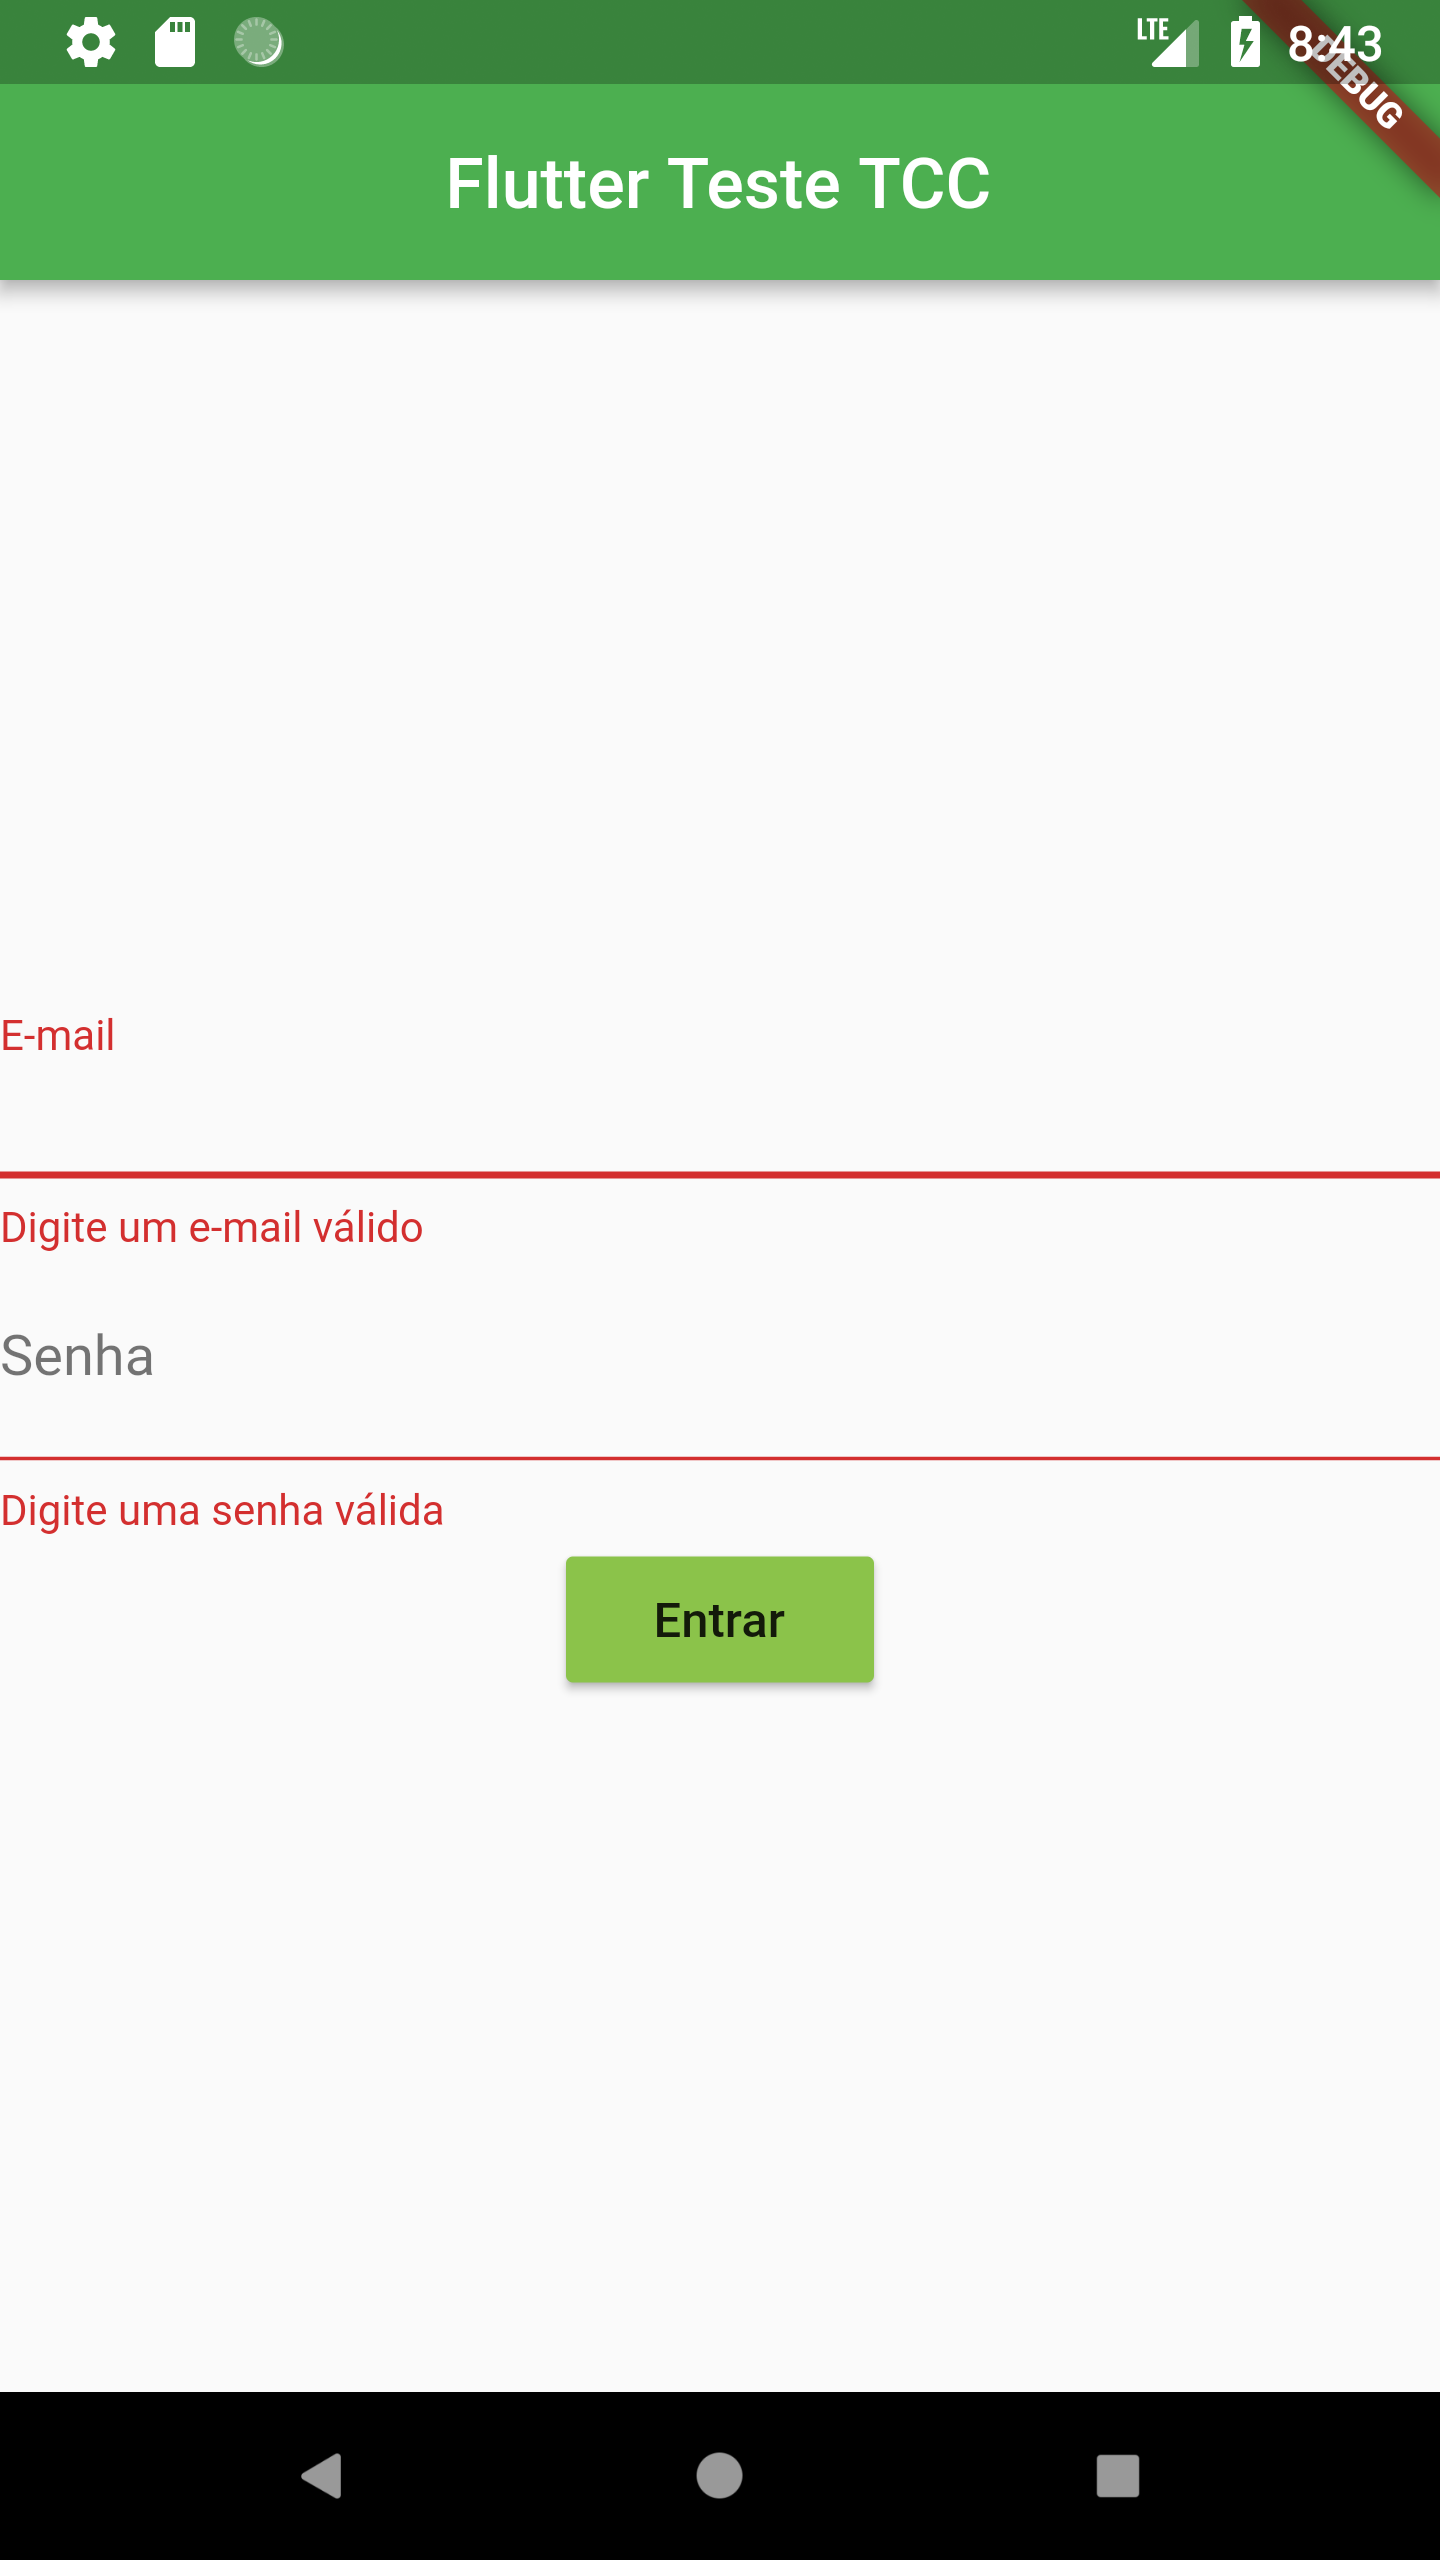 LTE 8:43
DEBUG
Flutter Teste TCC
E-mail
Digite um e-mail válido
Senha
Digite uma senha válida
Entrar